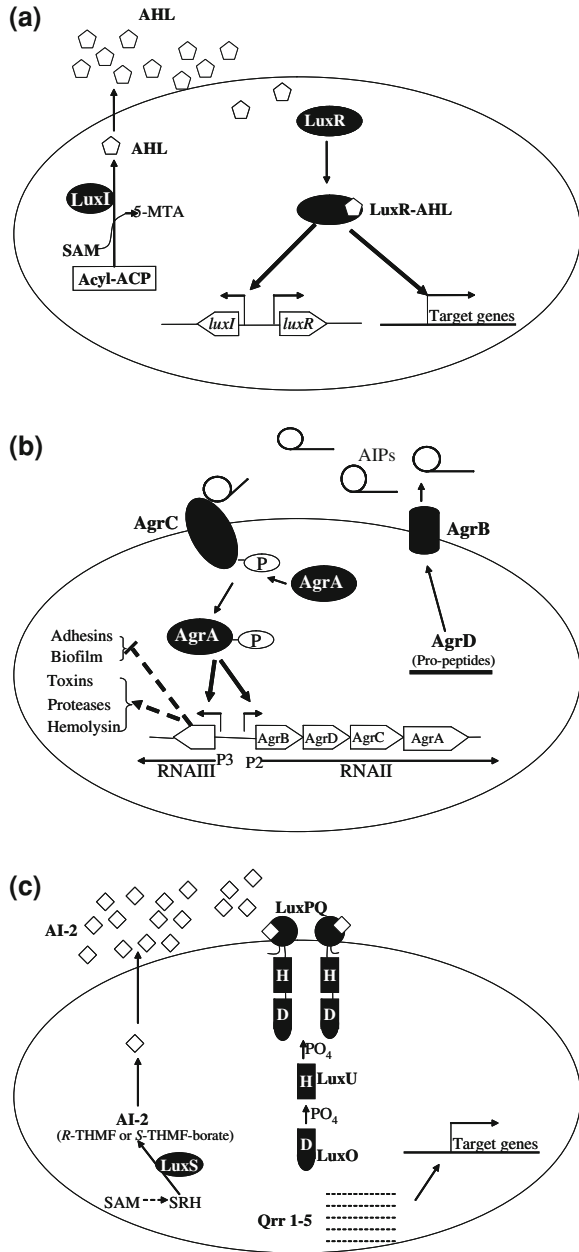 (a)
AHL
AHL
LuxI
5-MTA
SAM
Acyl-ACP
LuxR
LuxR-AHL
luxI
luxR
Target genes
(b)
AIPs
AgrC
AgrB
P
AgrA
AgrA
P
AgrD
(Pro-peptides)
Adhesins
Biofilm
Toxins
Proteases
Hemolysin
AgrB
AgrD
AgrC
AgrA
RNAIII
P3
P2
RNAII
(c)
LuxPQ
AI-2
H
H
D
D
PO4
H
LuxU
PO4
D
LuxO
AI-2
(R-THMF or S-THMF-borate)
LuxS
SAM
SRH
Target genes
Qrr 1-5